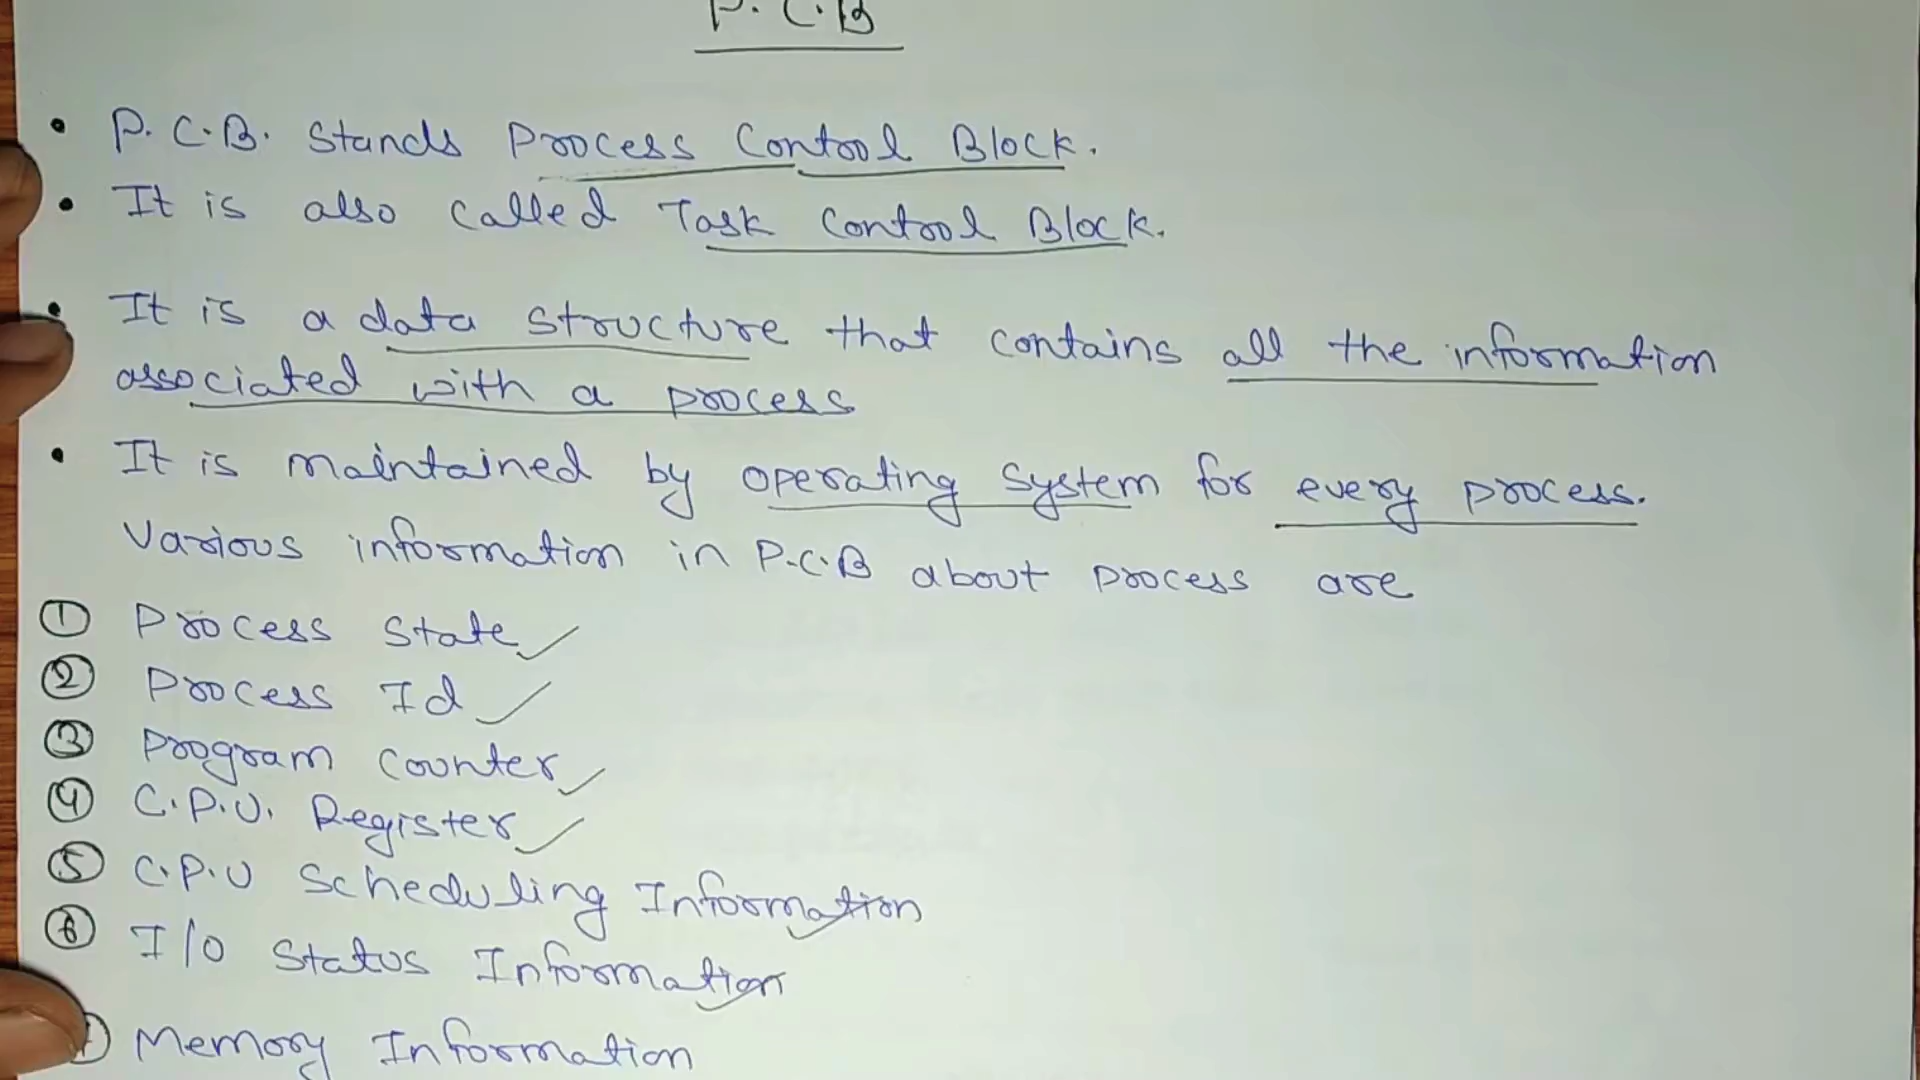 P.C.B
• P.C.B. Stands Process Control Block.
• It is also called Task Control Block.
• It is a data structure that contains all the information
associated with a process
• It is maintained by operating system for every process.
Various information in P.C.B about process are
① Process State
② Process Id
③ Program Counter
④ C.P.U. Register
⑤ C.P.U Scheduling Information
⑥ I/O Status Information
Memory Information